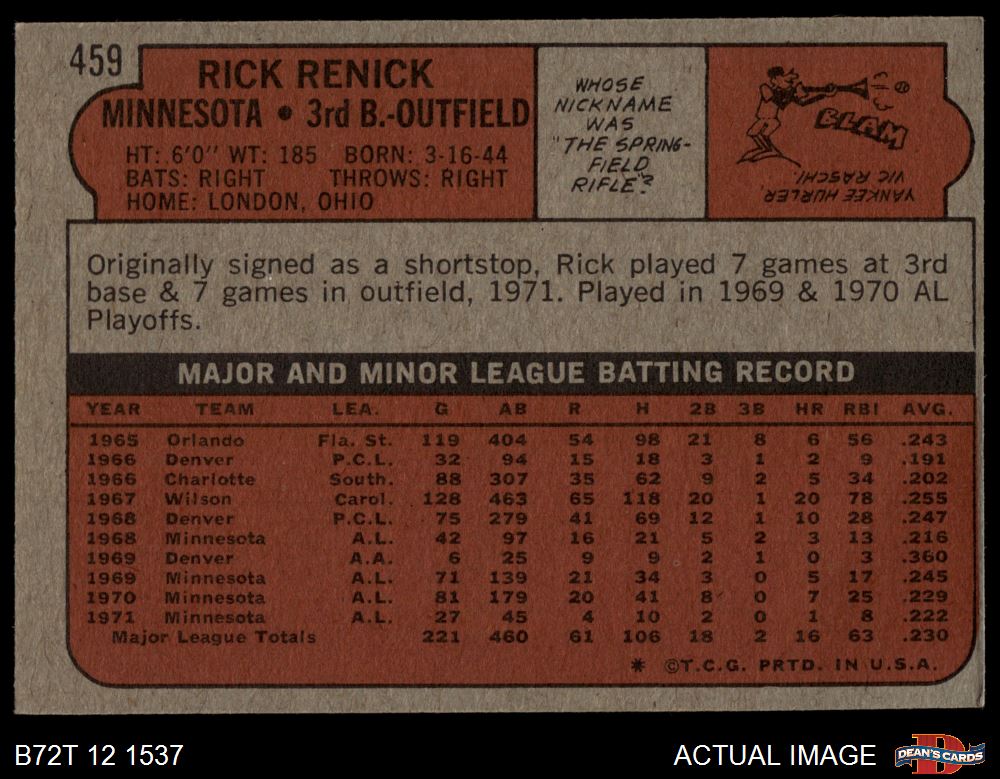 459
RICK RENICK
MINNESOTA • 3rd B.-OUTFIELD
HT: 6'0" WT: 185 BORN: 3-16-44
BATS: RIGHT THROWS: RIGHT
HOME: LONDON, OHIO
WHOSE
NICKNAME
WAS
"THE SPRING-
FIELD
RIFLE"?
BLAM
YANKEE HURLER,
VIC RASCHI.
Originally signed as a shortstop, Rick played 7 games at 3rd
base & 7 games in outfield, 1971. Played in 1969 & 1970 AL
Playoffs.
MAJOR AND MINOR LEAGUE BATTING RECORD
YEAR TEAM LEA. G AB R H 2B 3B HR RBI AVG.
1965 Orlando Fla. St. 119 404 54 98 21 8 6 56 .243
1966 Denver P.C.L. 32 94 15 18 3 1 2 9 .191
1966 Charlotte South. 88 307 35 62 9 2 5 34 .202
1967 Wilson Carol. 128 463 65 118 20 1 20 78 .255
1968 Denver P.C.L. 75 279 41 69 12 1 10 28 .247
1968 Minnesota A.L. 42 97 16 21 5 2 3 13 .216
1969 Denver A.A. 6 25 9 9 2 1 0 3 .360
1969 Minnesota A.L. 71 139 21 34 3 0 5 17 .245
1970 Minnesota A.L. 81 179 20 41 8 0 7 25 .229
1971 Minnesota A.L. 27 45 4 10 2 0 1 8 .222
Major League Totals 221 460 61 106 18 2 16 63 .230
* ©T.C.G. PRTD. IN U.S.A.
B72T 12 1537
ACTUAL IMAGE
DEAN'S CARDS